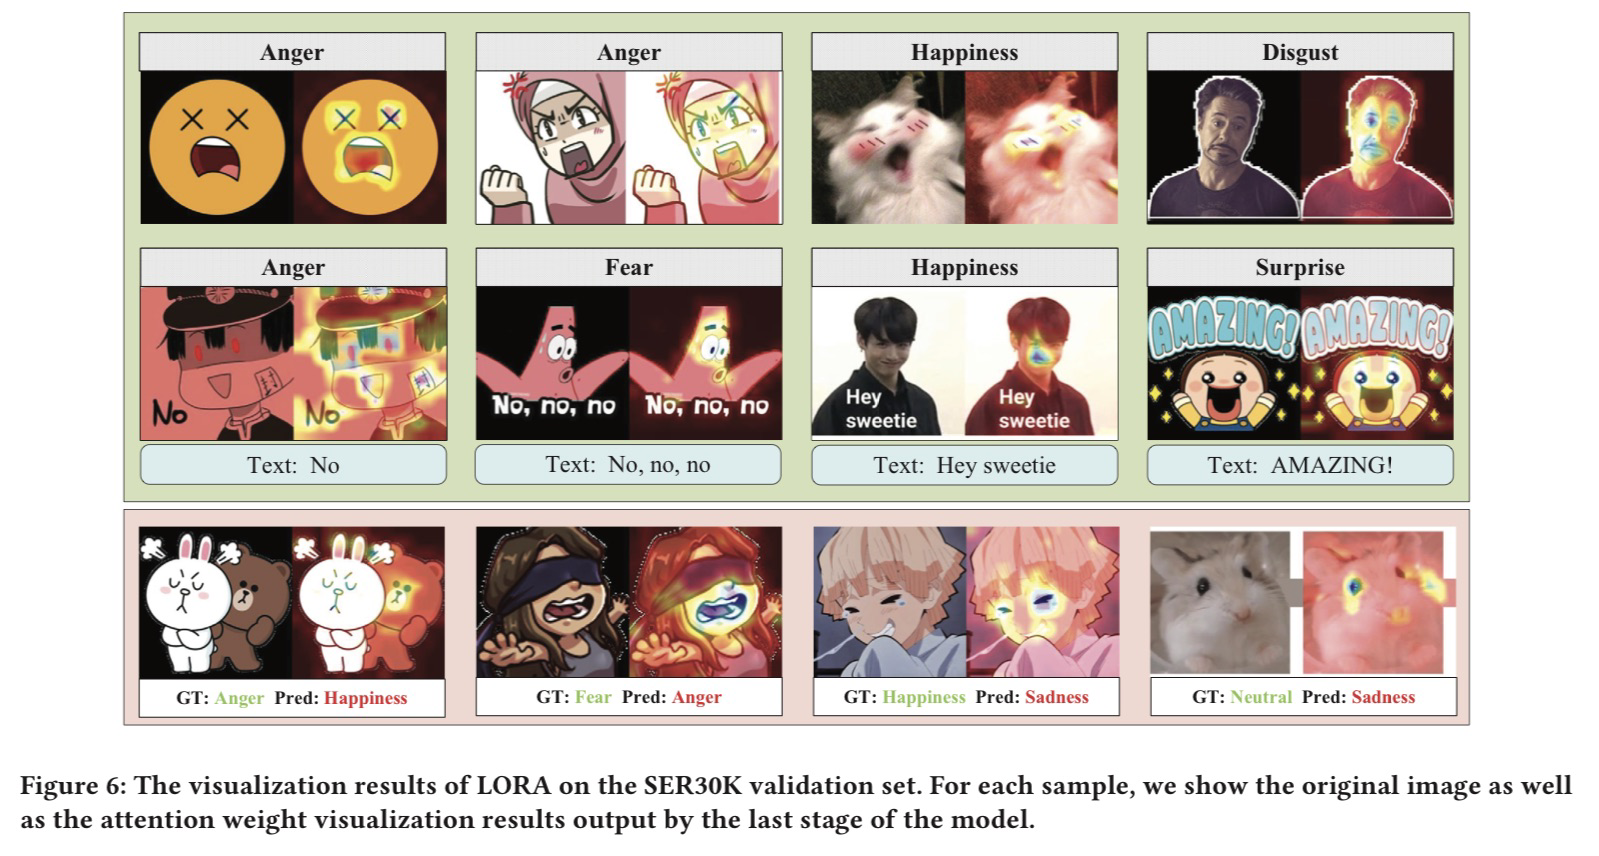 Anger
Anger
Happiness
Disgust
Anger
Fear
Happiness
Surprise
No
No
No, no, no
No, no, no
Hey
sweetie
Hey
sweetie
AMAZING!
AMAZING!
Text: No
Text: No, no, no
Text: Hey sweetie
Text: AMAZING!
GT: Anger Pred: Happiness
GT: Fear Pred: Anger
GT: Happiness Pred: Sadness
GT: Neutral Pred: Sadness
Figure 6: The visualization results of LORA on the SER30K validation set. For each sample, we show the original image as well
as the attention weight visualization results output by the last stage of the model.